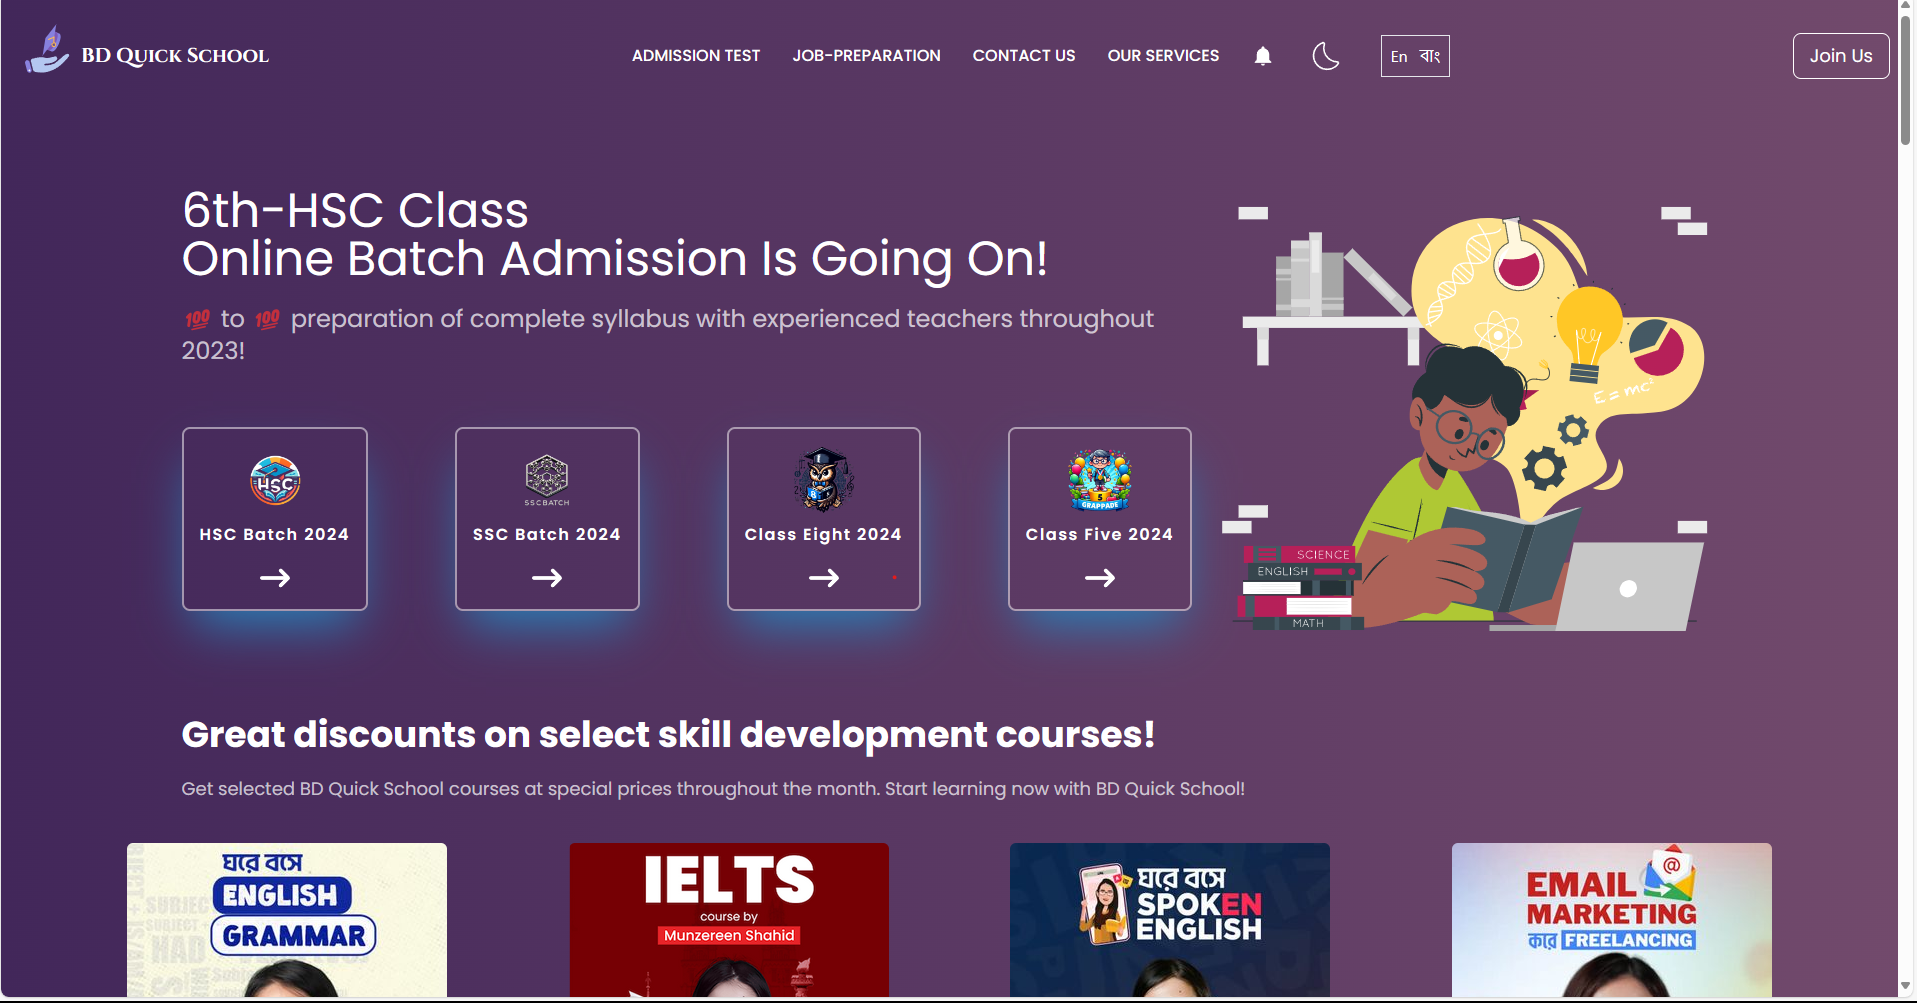 BD Quick School
ADMISSION TEST
JOB-PREPARATION
CONTACT US
OUR SERVICES
En বাং
Join Us
6th-HSC Class
Online Batch Admission Is Going On!
💯 to 💯 preparation of complete syllabus with experienced teachers throughout
2023!
HSC
HSC Batch 2024
SSCBATCH
SSC Batch 2024
8
Class Eight 2024
5
GRAPPADE
Class Five 2024
E = mc²
SCIENCE
ENGLISH
MATH
Great discounts on select skill development courses!
Get selected BD Quick School courses at special prices throughout the month. Start learning now with BD Quick School!
ঘরে বসে
ENGLISH
GRAMMAR
IELTS
course by
Munzereen Shahid
ঘরে বসে
SPOKEN
ENGLISH
EMAIL
MARKETING
করে FREELANCING